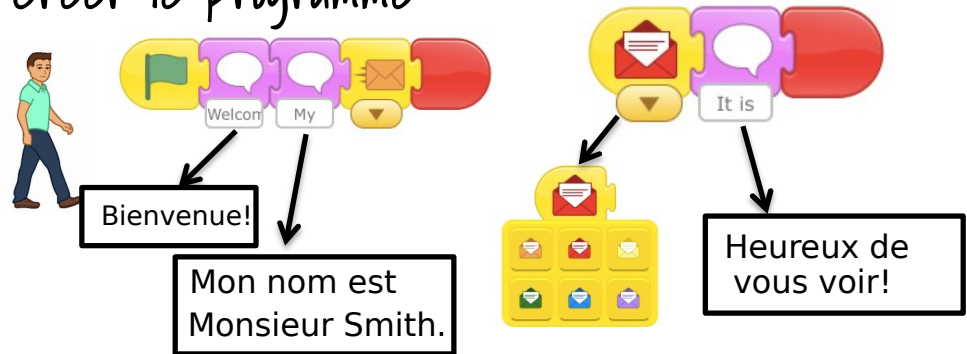 créer le programme
Welcom
My
It is
Bienvenue!
Mon nom est
Monsieur Smith.
Heureux de
vous voir!